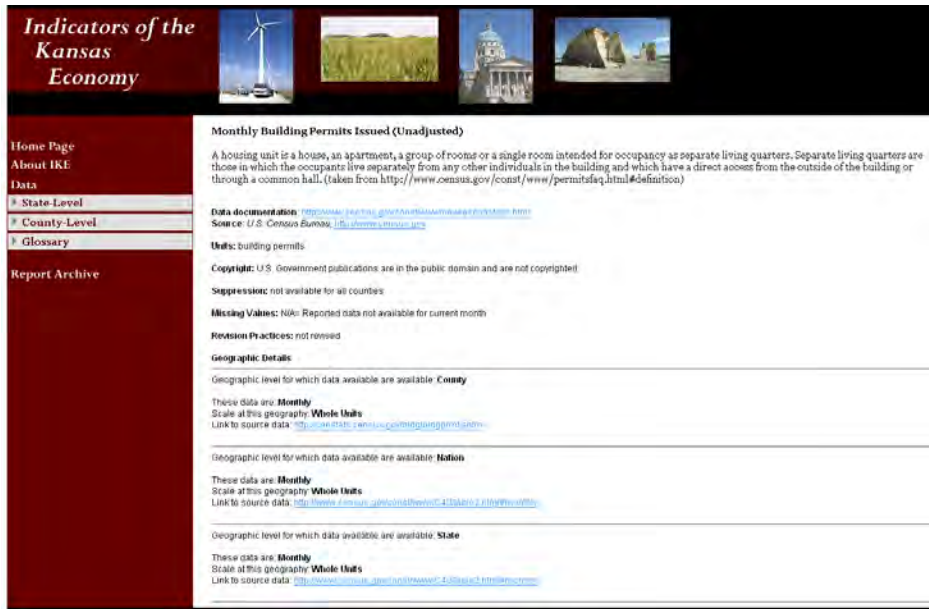 Indicators of the
Kansas
Economy
Home Page
About IKE
Data
State-Level
County-Level
Glossary
Report Archive
Monthly Building Permits Issued (Unadjusted)
A housing unit is a house, an apartment, a group of rooms or a single room intended for occupancy as separate living quarters. Separate living quarters are
those in which the occupants live separately from any other individuals in the building and which have a direct access from the outside of the building or
through a common hall. (taken from http://www.census.gov/const/www/permitsfaq.html#definition)
Data documentation:
Source: U.S. Census Bureau, http://www.census.gov
Units: building permits
Copyright: U.S. Government publications are in the public domain and are not copyrighted
Suppression: not available for all counties
Missing Values: N/A= Reported data not available for current month
Revision Practices: not revised
Geographic Details
Geographic level for which data available are available: County
These data are: Monthly
Scale at this geography: Whole Units
Link to source data:
Geographic level for which data available are available: Nation
These data are: Monthly
Scale at this geography: Whole Units
Link to source data:
Geographic level for which data available are available: State
These data are: Monthly
Scale at this geography: Whole Units
Link to source data: